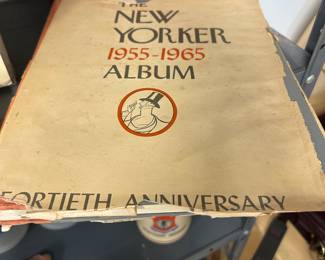 THE
NEW
YORKER
1955-1965
ALBUM
FORTIETH ANNIVERSARY